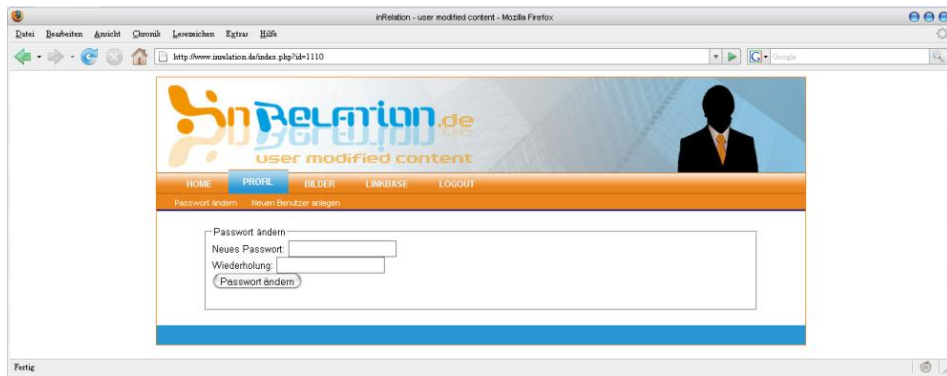 inRelation - user modified content - Mozilla Firefox
Datei Bearbeiten Ansicht Chronik Lesezeichen Extras Hilfe
http://www.inrelation.de/index.php?id=1110
Google
inRelation.de
user modified content
HOME PROFIL BILDER LINKBASE LOGOUT
Passwort ändern Neuen Benutzer anlegen
Passwort ändern
Neues Passwort:
Wiederholung:
Passwort ändern
Fertig